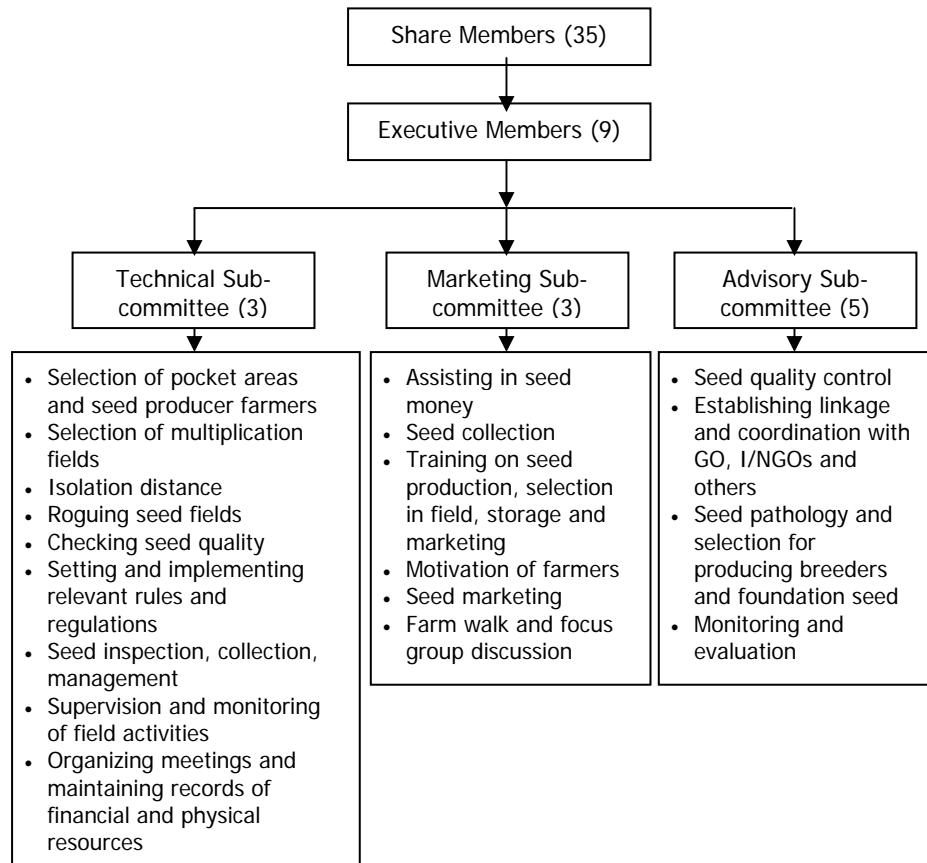 Share Members (35)
Executive Members (9)
Technical Sub-
committee (3)
• Selection of pocket areas
and seed producer farmers
• Selection of multiplication
fields
• Isolation distance
• Roguing seed fields
• Checking seed quality
• Setting and implementing
relevant rules and
regulations
• Seed inspection, collection,
management
• Supervision and monitoring
of field activities
• Organizing meetings and
maintaining records of
financial and physical
resources
Marketing Sub-
committee (3)
• Assisting in seed
money
• Seed collection
• Training on seed
production, selection
in field, storage and
marketing
• Motivation of farmers
• Seed marketing
• Farm walk and focus
group discussion
Advisory Sub-
committee (5)
• Seed quality control
• Establishing linkage
and coordination with
GO, I/NGOs and
others
• Seed pathology and
selection for
producing breeders
and foundation seed
• Monitoring and
evaluation